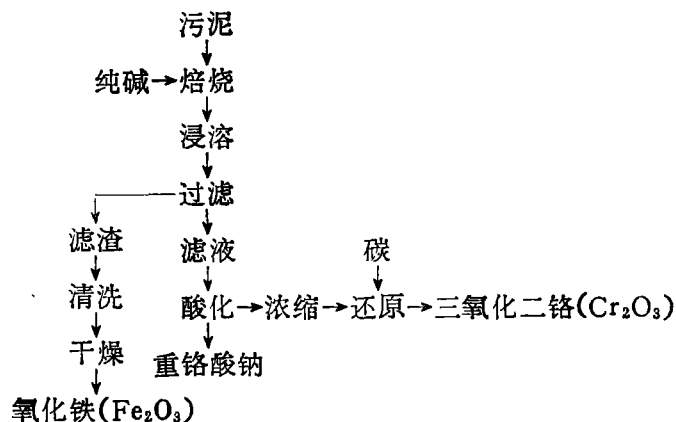 污泥
纯碱→焙烧
浸溶
过滤
滤渣
滤液
碳
清洗
酸化→浓缩→还原→三氧化二铬(Cr₂O₃)
干燥
重铬酸钠
氧化铁(Fe₂O₃)